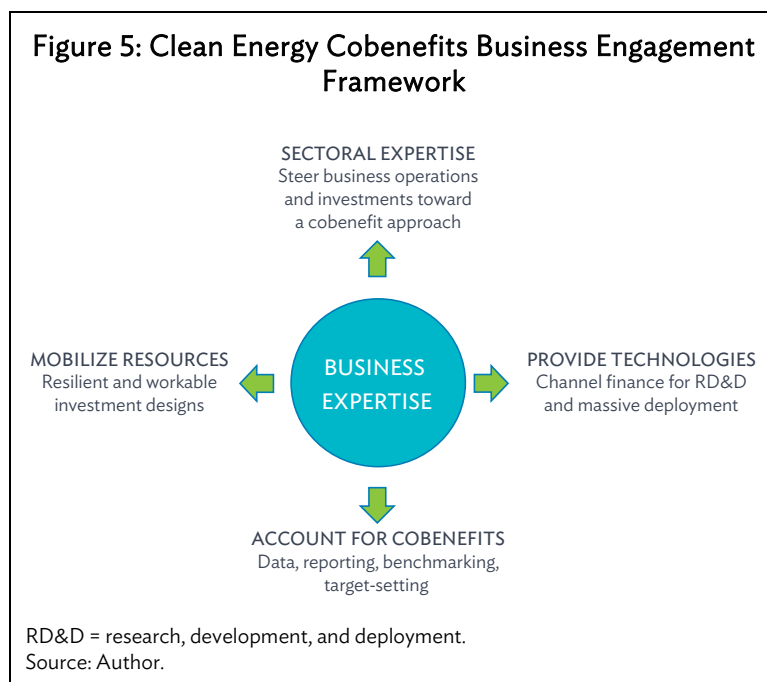 Figure 5: Clean Energy Cobenefits Business Engagement
Framework
SECTORAL EXPERTISE
Steer business operations
and investments toward
a cobenefit approach
MOBILIZE RESOURCES
Resilient and workable
investment designs
BUSINESS
EXPERTISE
PROVIDE TECHNOLOGIES
Channel finance for RD&D
and massive deployment
ACCOUNT FOR COBENEFITS
Data, reporting, benchmarking,
target-setting
RD&D = research, development, and deployment.
Source: Author.